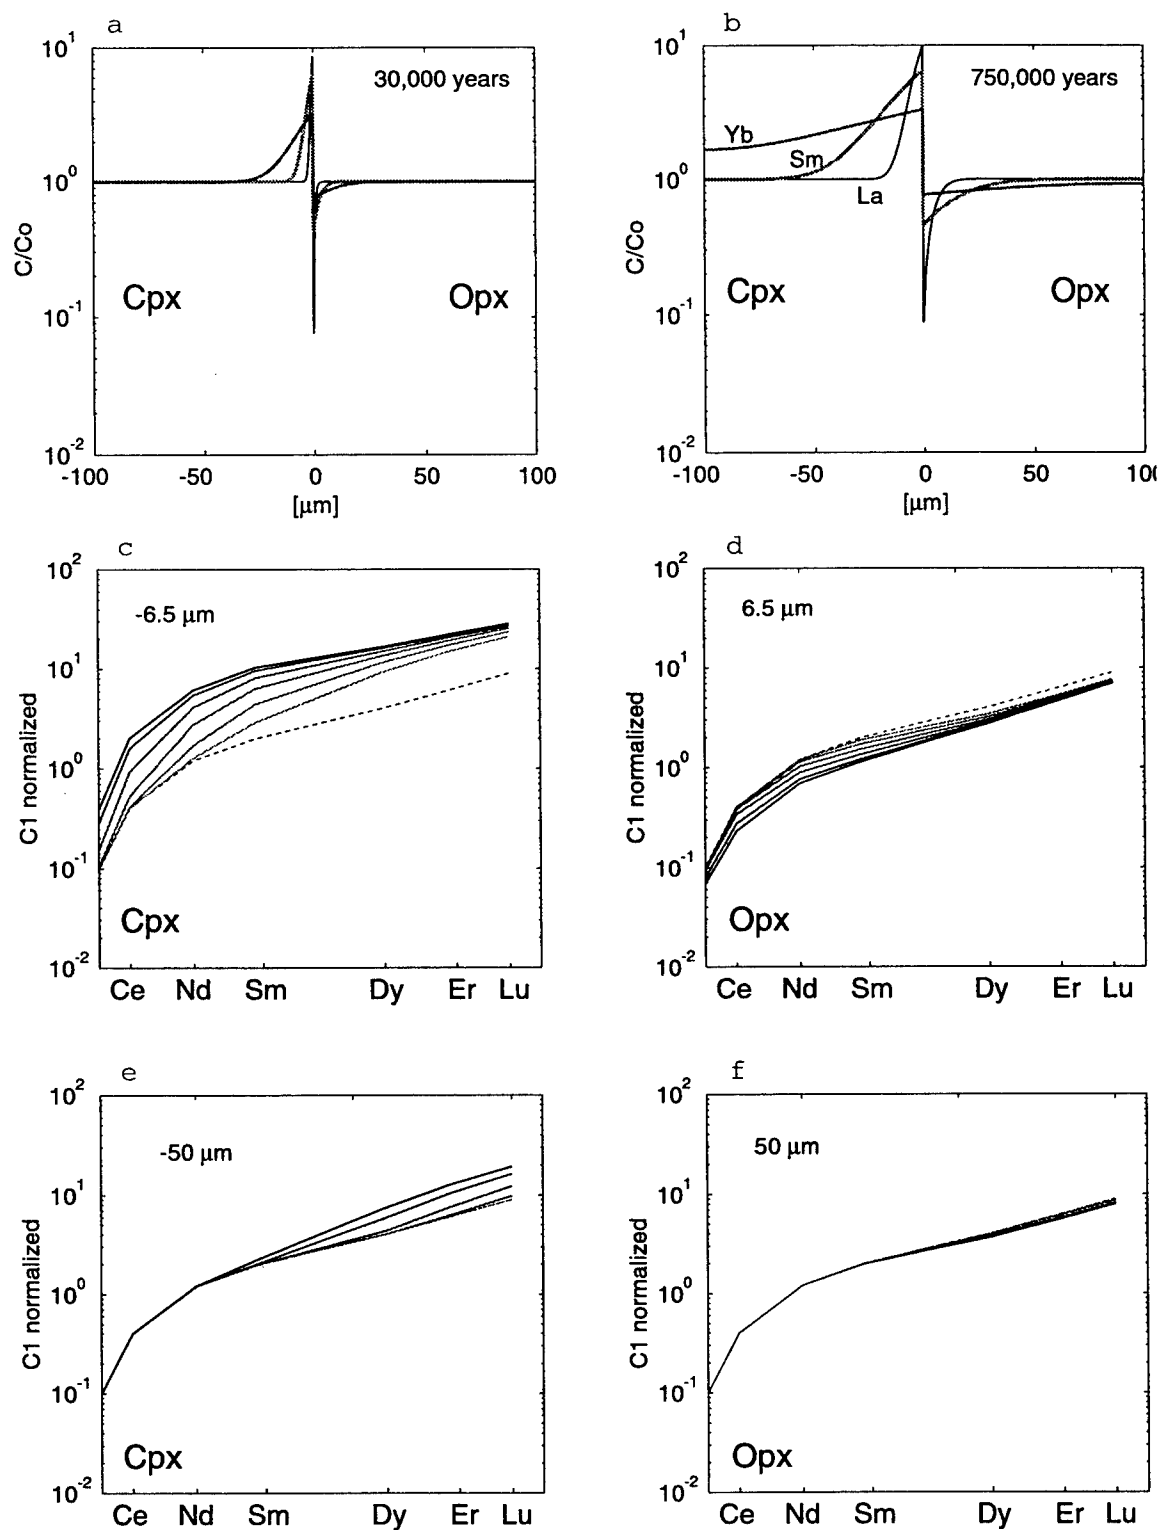 a
b
10^1
10^0
10^-1
10^-2
C/Co
30,000 years
Cpx
Opx
-100
-50
0
50
100
[μm]
10^1
10^0
10^-1
10^-2
C/Co
750,000 years
Yb
Sm
La
Cpx
Opx
-100
-50
0
50
[μm]
c
d
10^2
10^1
10^0
10^-1
10^-2
C1 normalized
-6.5 μm
Cpx
Ce Nd Sm Dy Er Lu
10^2
10^1
10^0
10^-1
10^-2
C1 normalized
6.5 μm
Opx
Ce Nd Sm Dy Er Lu
e
f
10^2
10^1
10^0
10^-1
10^-2
C1 normalized
-50 μm
Cpx
Ce Nd Sm Dy Er Lu
10^2
10^1
10^0
10^-1
10^-2
C1 normalized
50 μm
Opx
Ce Nd Sm Dy Er Lu